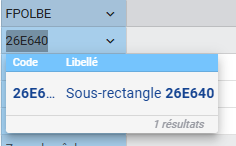 FPOLBE
26E640
Code Libellé
26E6... Sous-rectangle 26E640
1 résultats